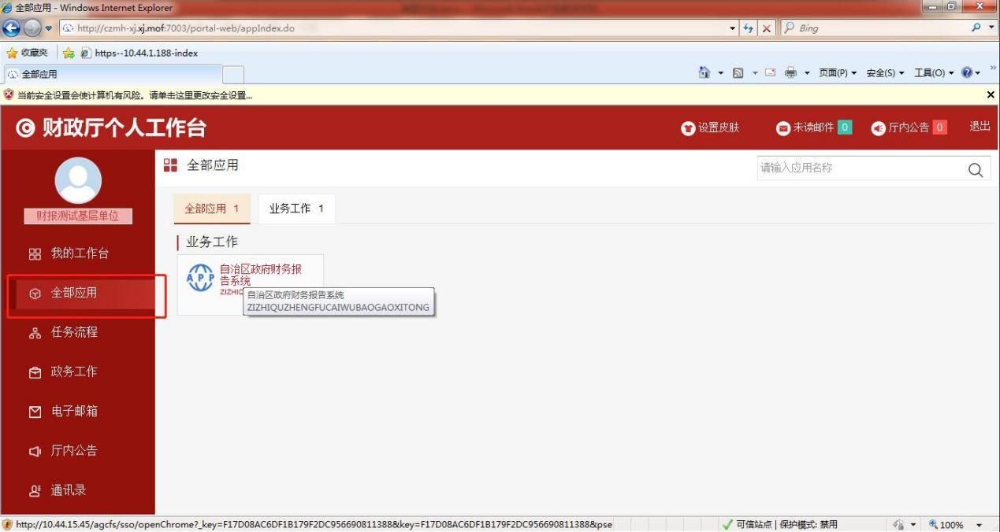 全部应用 - Windows Internet Explorer
http://czmh-xj.xj.mof:7003/portal-web/appIndex.do
Bing
收藏夹
https--10.44.1.188-index
全部应用
页面(P)
安全(S)
工具(O)
当前安全设置会使计算机有风险。请单击这里更改安全设置...
财政厅个人工作台
设置皮肤
未读邮件 0
厅内公告 0
退出
财报测试基层单位
我的工作台
全部应用
任务流程
政务工作
电子邮箱
厅内公告
通讯录
全部应用
请输入应用名称
全部应用 1
业务工作 1
业务工作
APP
自治区政府财务报
告系统
ZIZHIC
自治区政府财务报告系统
ZIZHIQUZHENGFUCAIWUBAOGAOXITONG
http://10.44.15.45/agcfs/sso/openChrome?_key=F17D08AC6DF1B179F2DC956690811388&key=F17D08AC6DF1B179F2DC956690811388&pse
可信站点 | 保护模式: 禁用
100%